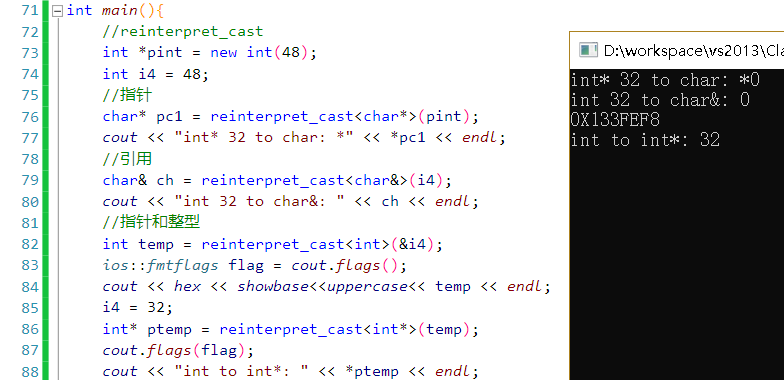 71 int main(){
72 //reinterpret_cast
73 int *pint = new int(48);
74 int i4 = 48;
75 //指针
76 char* pc1 = reinterpret_cast<char*>(pint);
77 cout << "int* 32 to char: *" << *pc1 << endl;
78 //引用
79 char& ch = reinterpret_cast<char&>(i4);
80 cout << "int 32 to char&: " << ch << endl;
81 //指针和整型
82 int temp = reinterpret_cast<int>(&i4);
83 ios::fmtflags flag = cout.flags();
84 cout << hex << showbase<<uppercase<< temp << endl;
85 i4 = 32;
86 int* ptemp = reinterpret_cast<int*>(temp);
87 cout.flags(flag);
88 cout << "int to int*: " << *ptemp << endl;
D:\workspace\vs2013\Cla
int* 32 to char: *0
int 32 to char&: 0
0X133FEF8
int to int*: 32